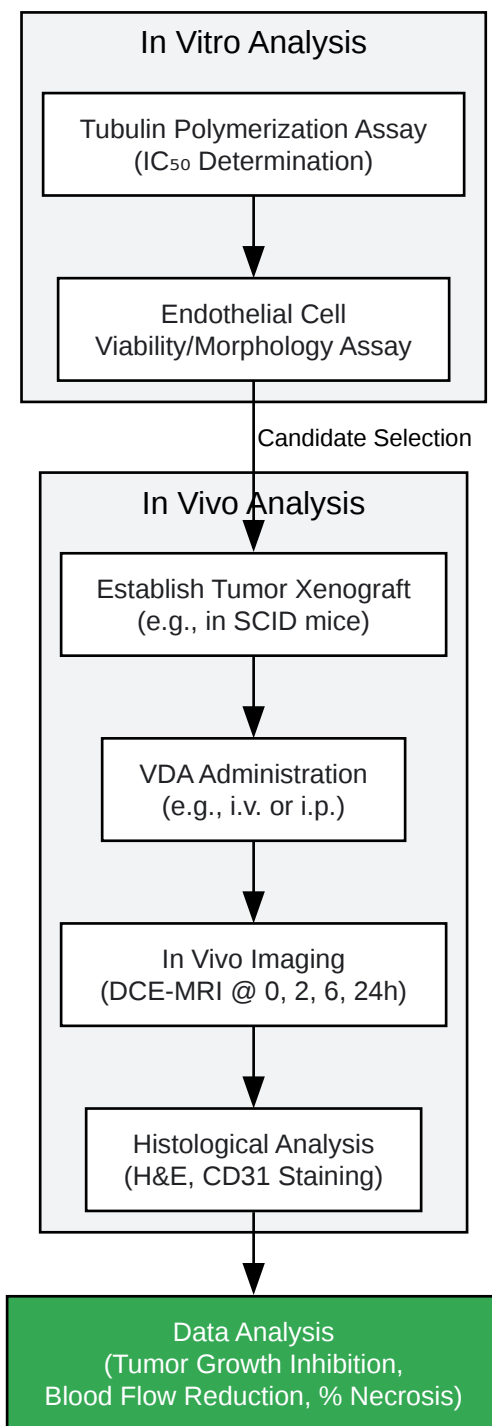 In Vitro Analysis
Tubulin Polymerization Assay
(IC₅₀ Determination)
Endothelial Cell
Viability/Morphology Assay
Candidate Selection
In Vivo Analysis
Establish Tumor Xenograft
(e.g., in SCID mice)
VDA Administration
(e.g., i.v. or i.p.)
In Vivo Imaging
(DCE-MRI @ 0, 2, 6, 24h)
Histological Analysis
(H&E, CD31 Staining)
Data Analysis
(Tumor Growth Inhibition,
Blood Flow Reduction, % Necrosis)